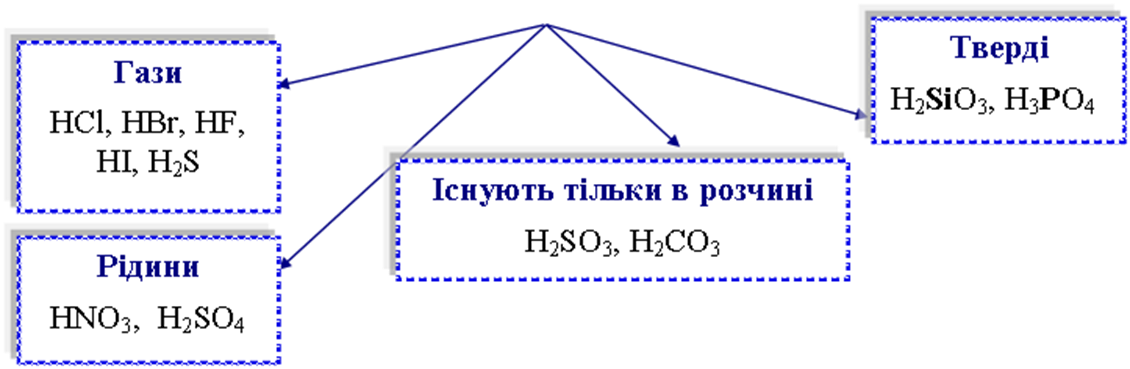 Гази
HCl, HBr, HF,
HI, H₂S
Рідини
HNO₃, H₂SO₄
Існують тільки в розчині
H₂SO₃, H₂CO₃
Тверді
H₂SiO₃, H₃PO₄